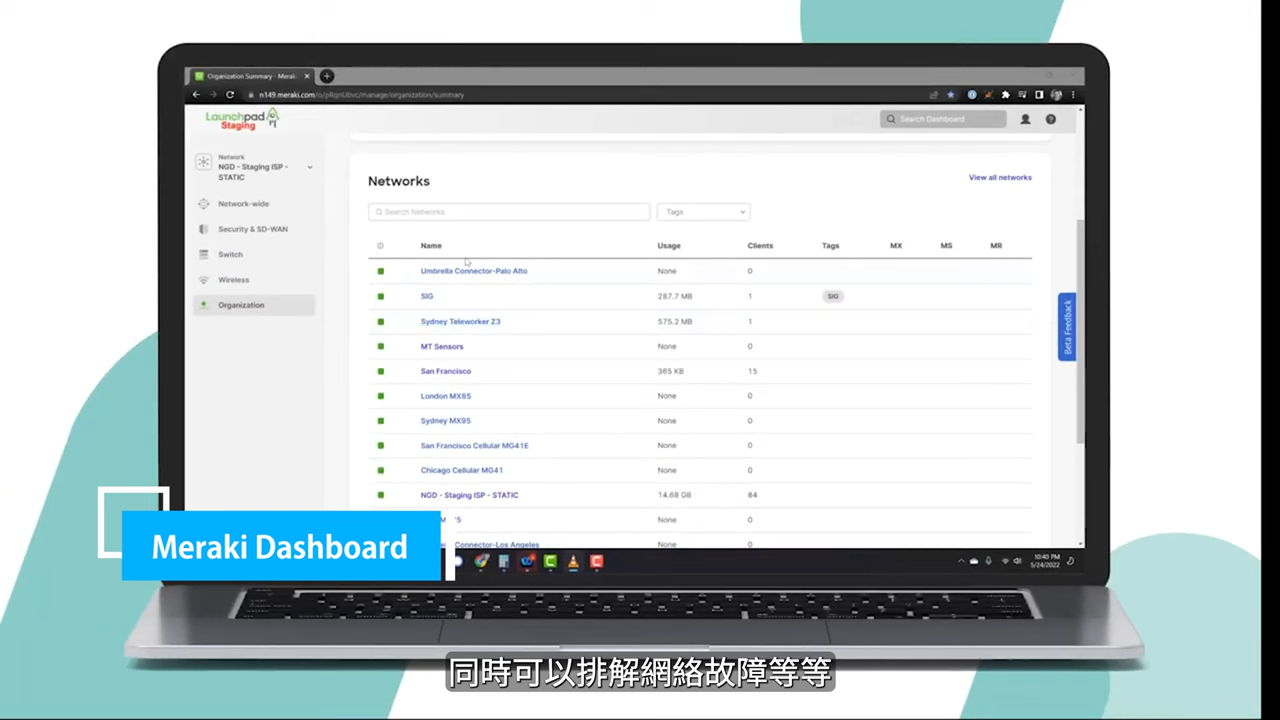 Organization Summary - Meraki
n149.meraki.com/o/pRqnUbvc/manage/organization/summary
Launchpad
Staging
Search Dashboard
Network
NGD - Staging ISP -
STATIC
Network-wide
Security & SD-WAN
Switch
Wireless
Organization
Networks
View all networks
Search Networks
Tags
Name Usage Clients Tags MX MS MR
Umbrella Connector-Palo Alto None 0
SIG 287.7 MB 1 SIG
Sydney Teleworker Z3 575.2 MB 1
MT Sensors None 0
San Francisco 365 KB 15
London MX85 None 0
Sydney MX95 None 0
San Francisco Cellular MG41E None 0
Chicago Cellular MG41 None 0
NGD - Staging ISP - STATIC 14.68 GB 84
None 0
Connector-Los Angeles None 0
Beta Feedback
Meraki Dashboard
10:40 PM
5/24/2022
同時可以排解網絡故障等等